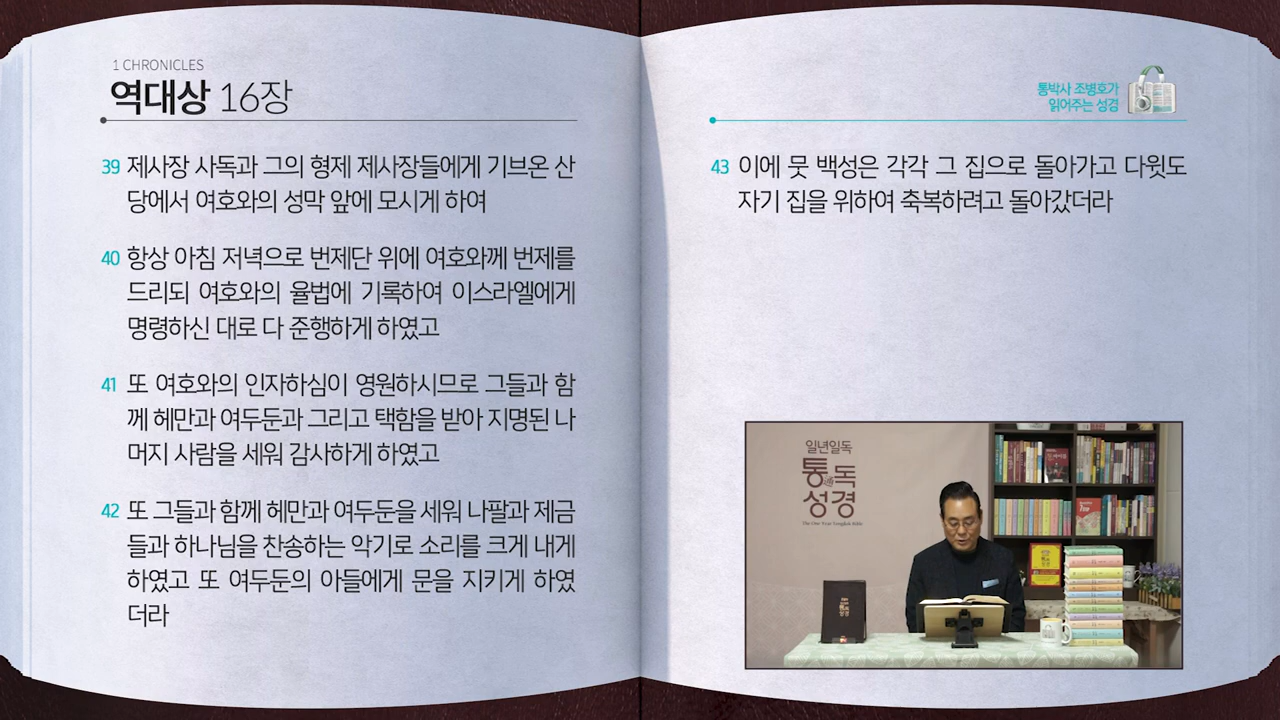 1 CHRONICLES
역대상 16장
39 제사장 사독과 그의 형제 제사장들에게 기브온 산
당에서 여호와의 성막 앞에 모시게 하여
40 항상 아침 저녁으로 번제단 위에 여호와께 번제를
드리되 여호와의 율법에 기록하여 이스라엘에게
명령하신 대로 다 준행하게 하였고
41 또 여호와의 인자하심이 영원하시므로 그들과 함
께 헤만과 여두둔과 그리고 택함을 받아 지명된 나
머지 사람을 세워 감사하게 하였고
42 또 그들과 함께 헤만과 여두둔을 세워 나팔과 제금
들과 하나님을 찬송하는 악기로 소리를 크게 내게
하였고 또 여두둔의 아들에게 문을 지키게 하였
더라
통박사 조병호가
읽어주는 성경
43 이에 뭇 백성은 각각 그 집으로 돌아가고 다윗도
자기 집을 위하여 축복하려고 돌아갔더라
일년일독
통通독
성경
The One Year Tongdok Bible
통독
성경